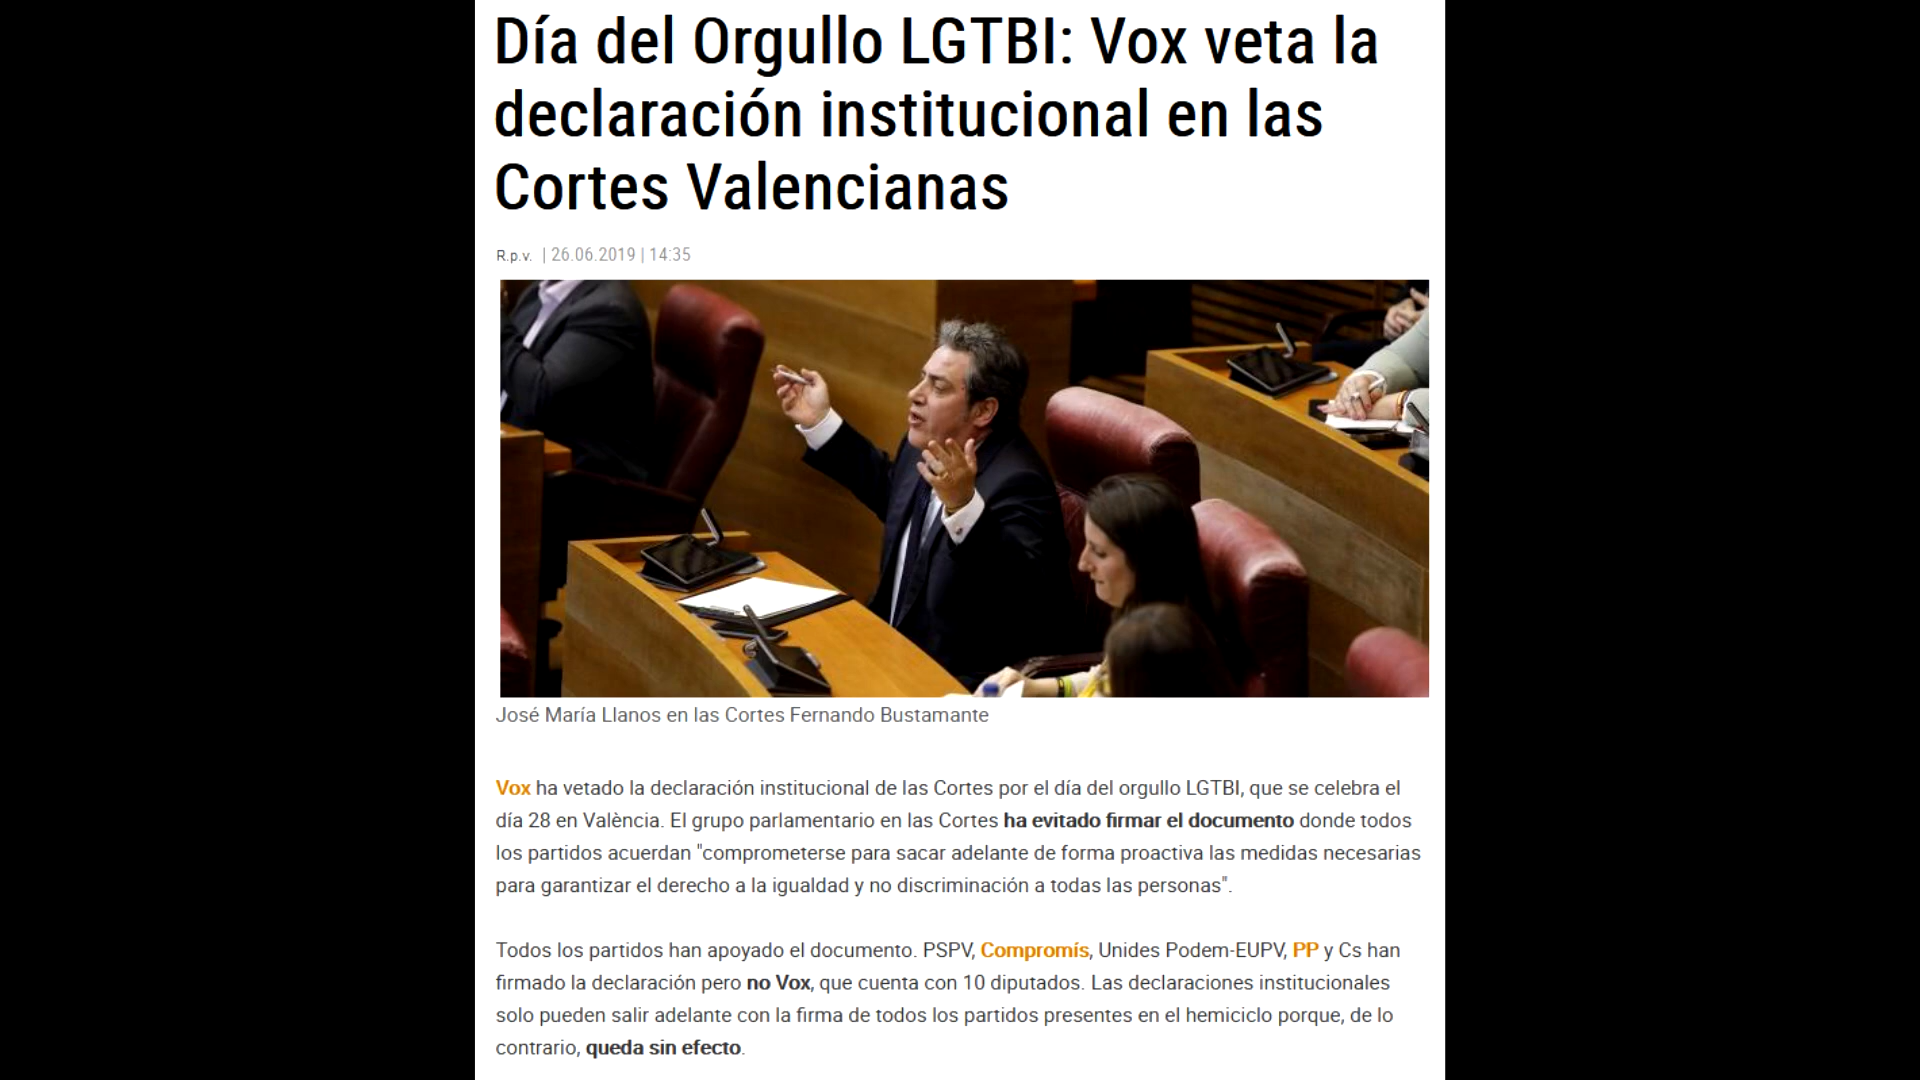 Día del Orgullo LGTBI: Vox veta la
declaración institucional en las
Cortes Valencianas
R.p.v. | 26.06.2019 | 14:35
José María Llanos en las Cortes Fernando Bustamante
Vox ha vetado la declaración institucional de las Cortes por el día del orgullo LGTBI, que se celebra el
día 28 en València. El grupo parlamentario en las Cortes ha evitado firmar el documento donde todos
los partidos acuerdan "comprometerse para sacar adelante de forma proactiva las medidas necesarias
para garantizar el derecho a la igualdad y no discriminación a todas las personas".
Todos los partidos han apoyado el documento. PSPV, Compromís, Unides Podem-EUPV, PP y Cs han
firmado la declaración pero no Vox, que cuenta con 10 diputados. Las declaraciones institucionales
solo pueden salir adelante con la firma de todos los partidos presentes en el hemiciclo porque, de lo
contrario, queda sin efecto.